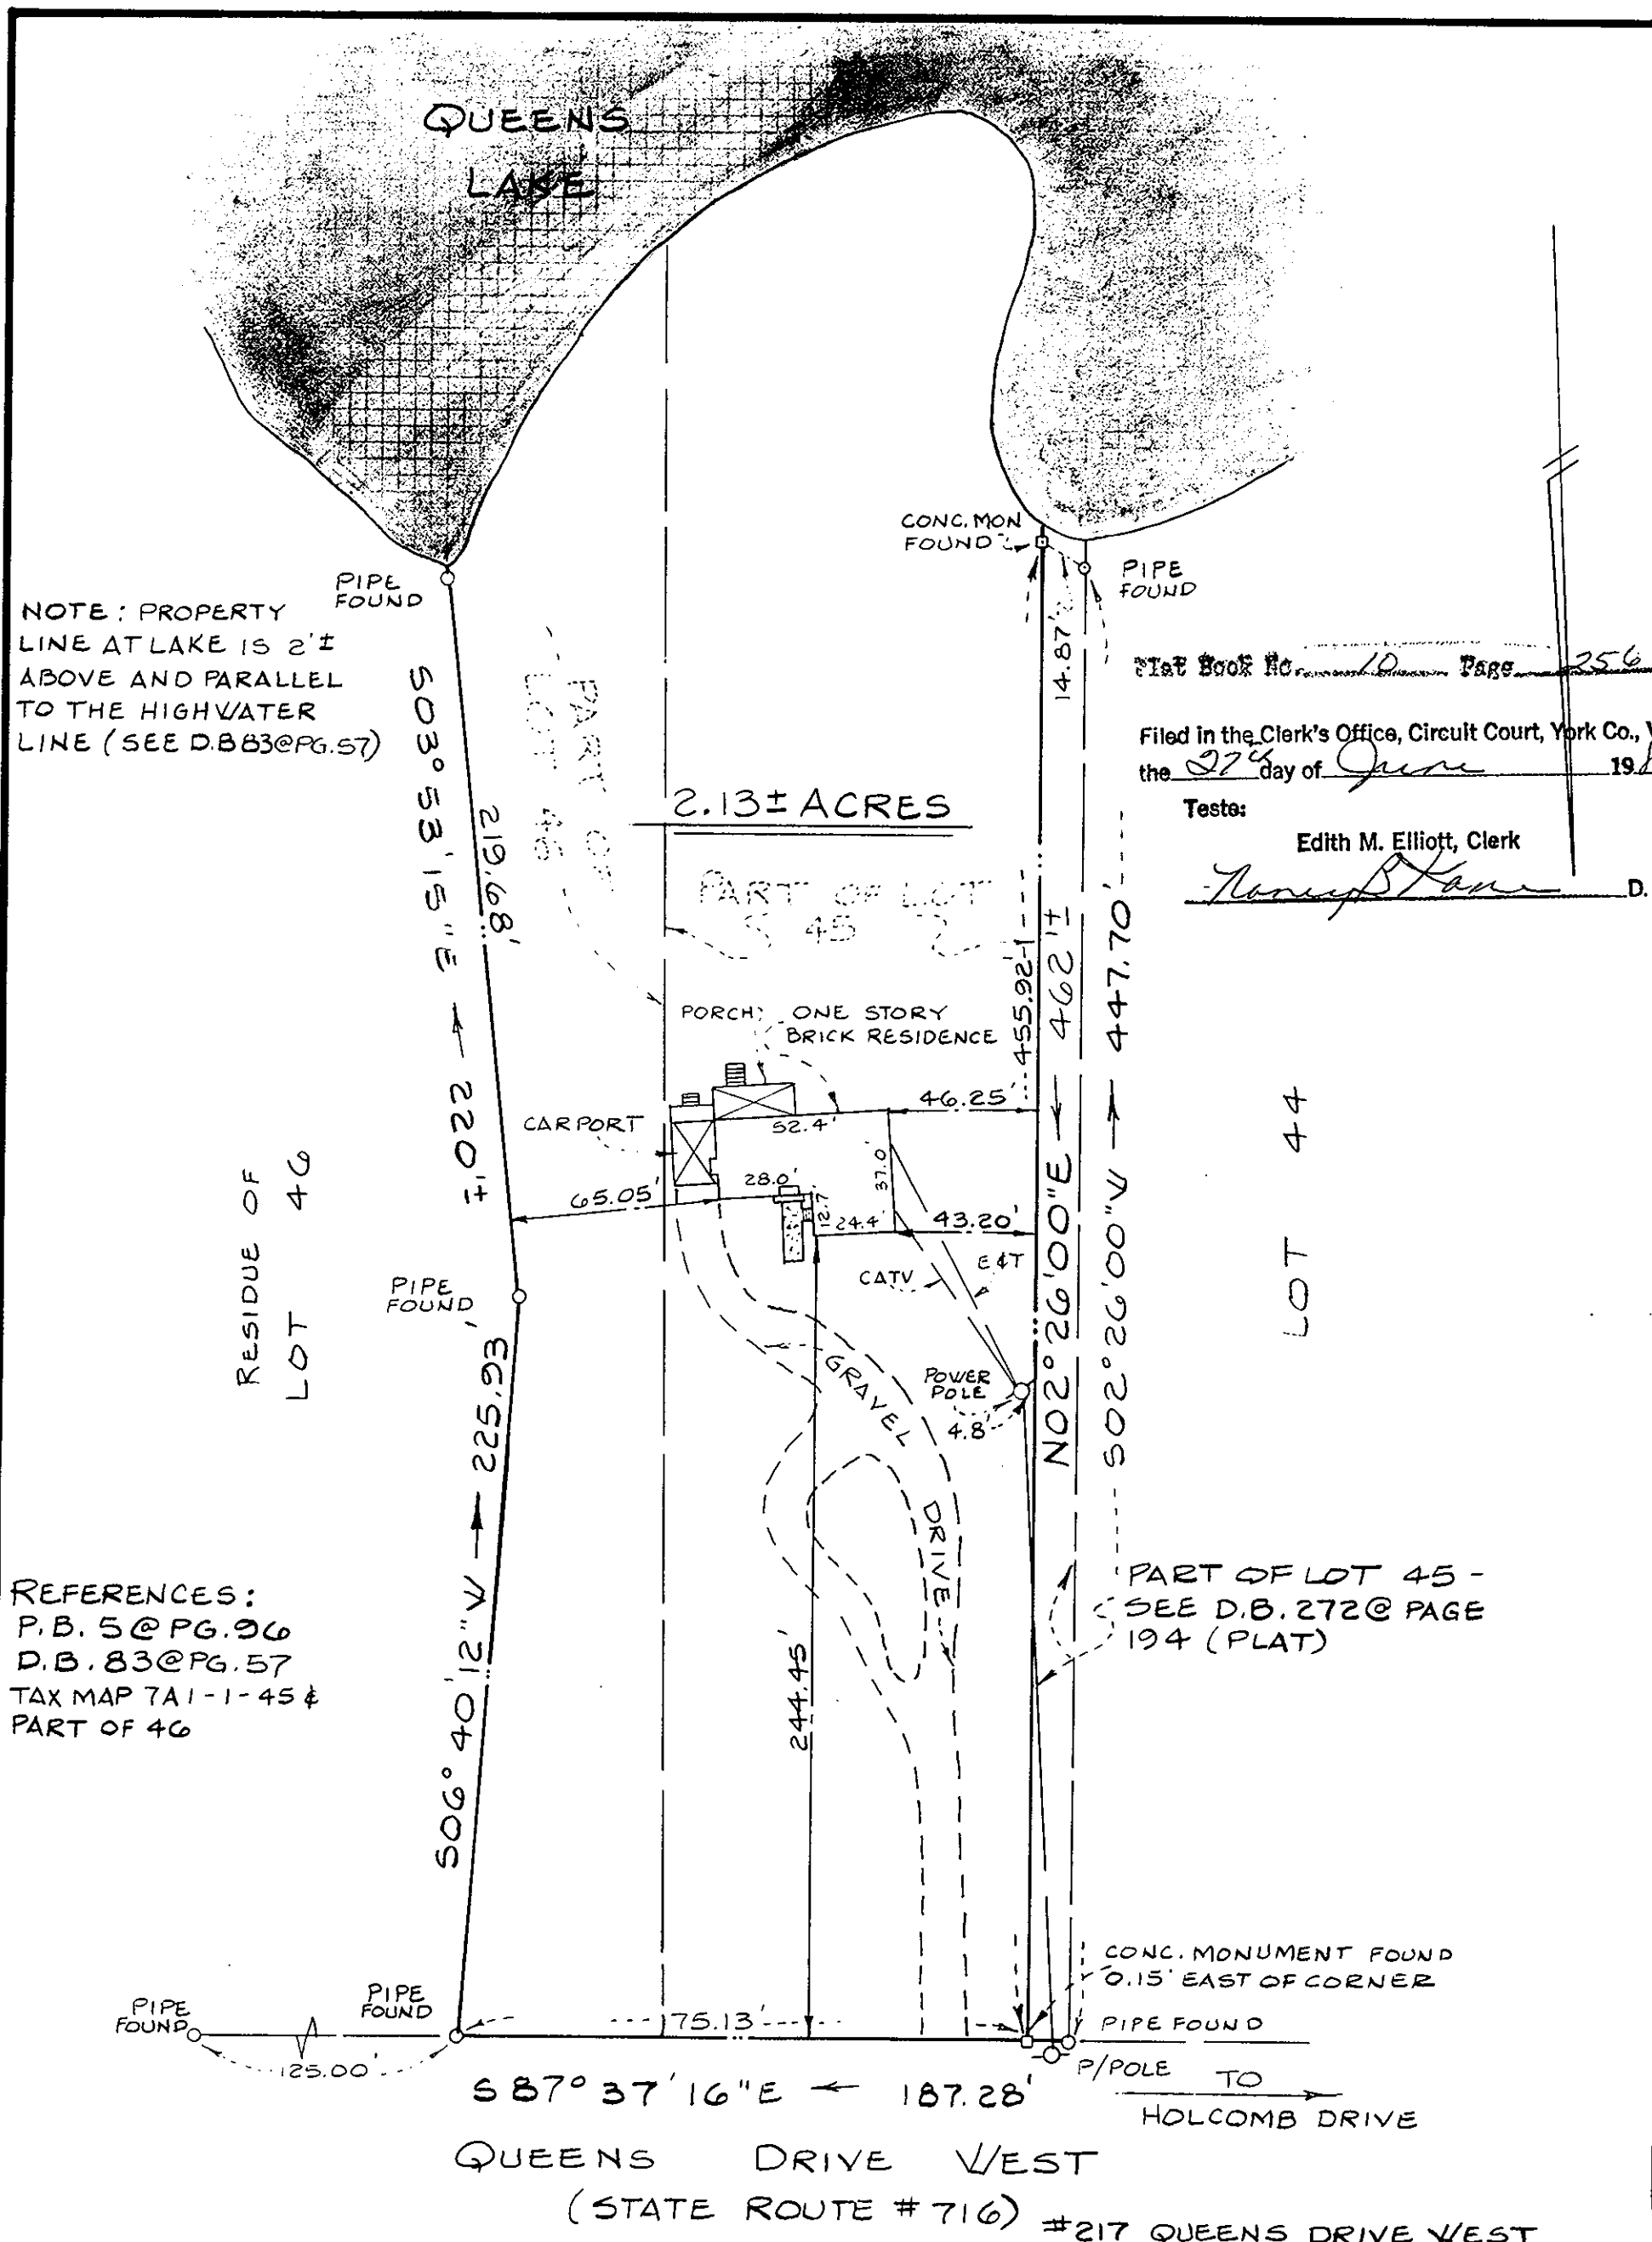 QUEENS
LAKE
CONC. MON
FOUND
PIPE
FOUND
PIPE
FOUND
NOTE: PROPERTY
LINE AT LAKE IS 2'±
ABOVE AND PARALLEL
TO THE HIGHWATER
LINE (SEE D.B 83@PG.57)
14.87'
Plat Book No. 10 Page 256
Filed in the Clerk's Office, Circuit Court, York Co.,
the 27th day of June 19
Teste:
Edith M. Elliott, Clerk
D.
S03°53'15"E ← 220'±
219.68'
PART OF
LOT 46
2.13± ACRES
PART OF LOT
45
455.92'
N02°26'00"E ← 462'±
S02°26'00"W → 447.70'
PORCH
ONE STORY
BRICK RESIDENCE
CARPORT
52.4'
46.25'
37.0'
28.0'
12.7'
24.4'
65.05'
43.20'
CATV
E&T
RESIDUE OF
LOT 46
LOT 44
PIPE
FOUND
POWER
POLE
4.8'
GRAVEL
DRIVE
244.45'
S06°40'12"W → 225.93'
REFERENCES:
P.B. 5@PG.96
D.B. 83@PG.57
TAX MAP 7A1-1-45 &
PART OF 46
PART OF LOT 45 -
SEE D.B. 272@ PAGE
194 (PLAT)
CONC. MONUMENT FOUND
0.15' EAST OF CORNER
PIPE
FOUND
PIPE
FOUND
175.13'
PIPE FOUND
125.00'
P/POLE
TO
HOLCOMB DRIVE
S87°37'16"E ← 187.28'
QUEENS DRIVE WEST
(STATE ROUTE #716)
#217 QUEENS DRIVE WEST